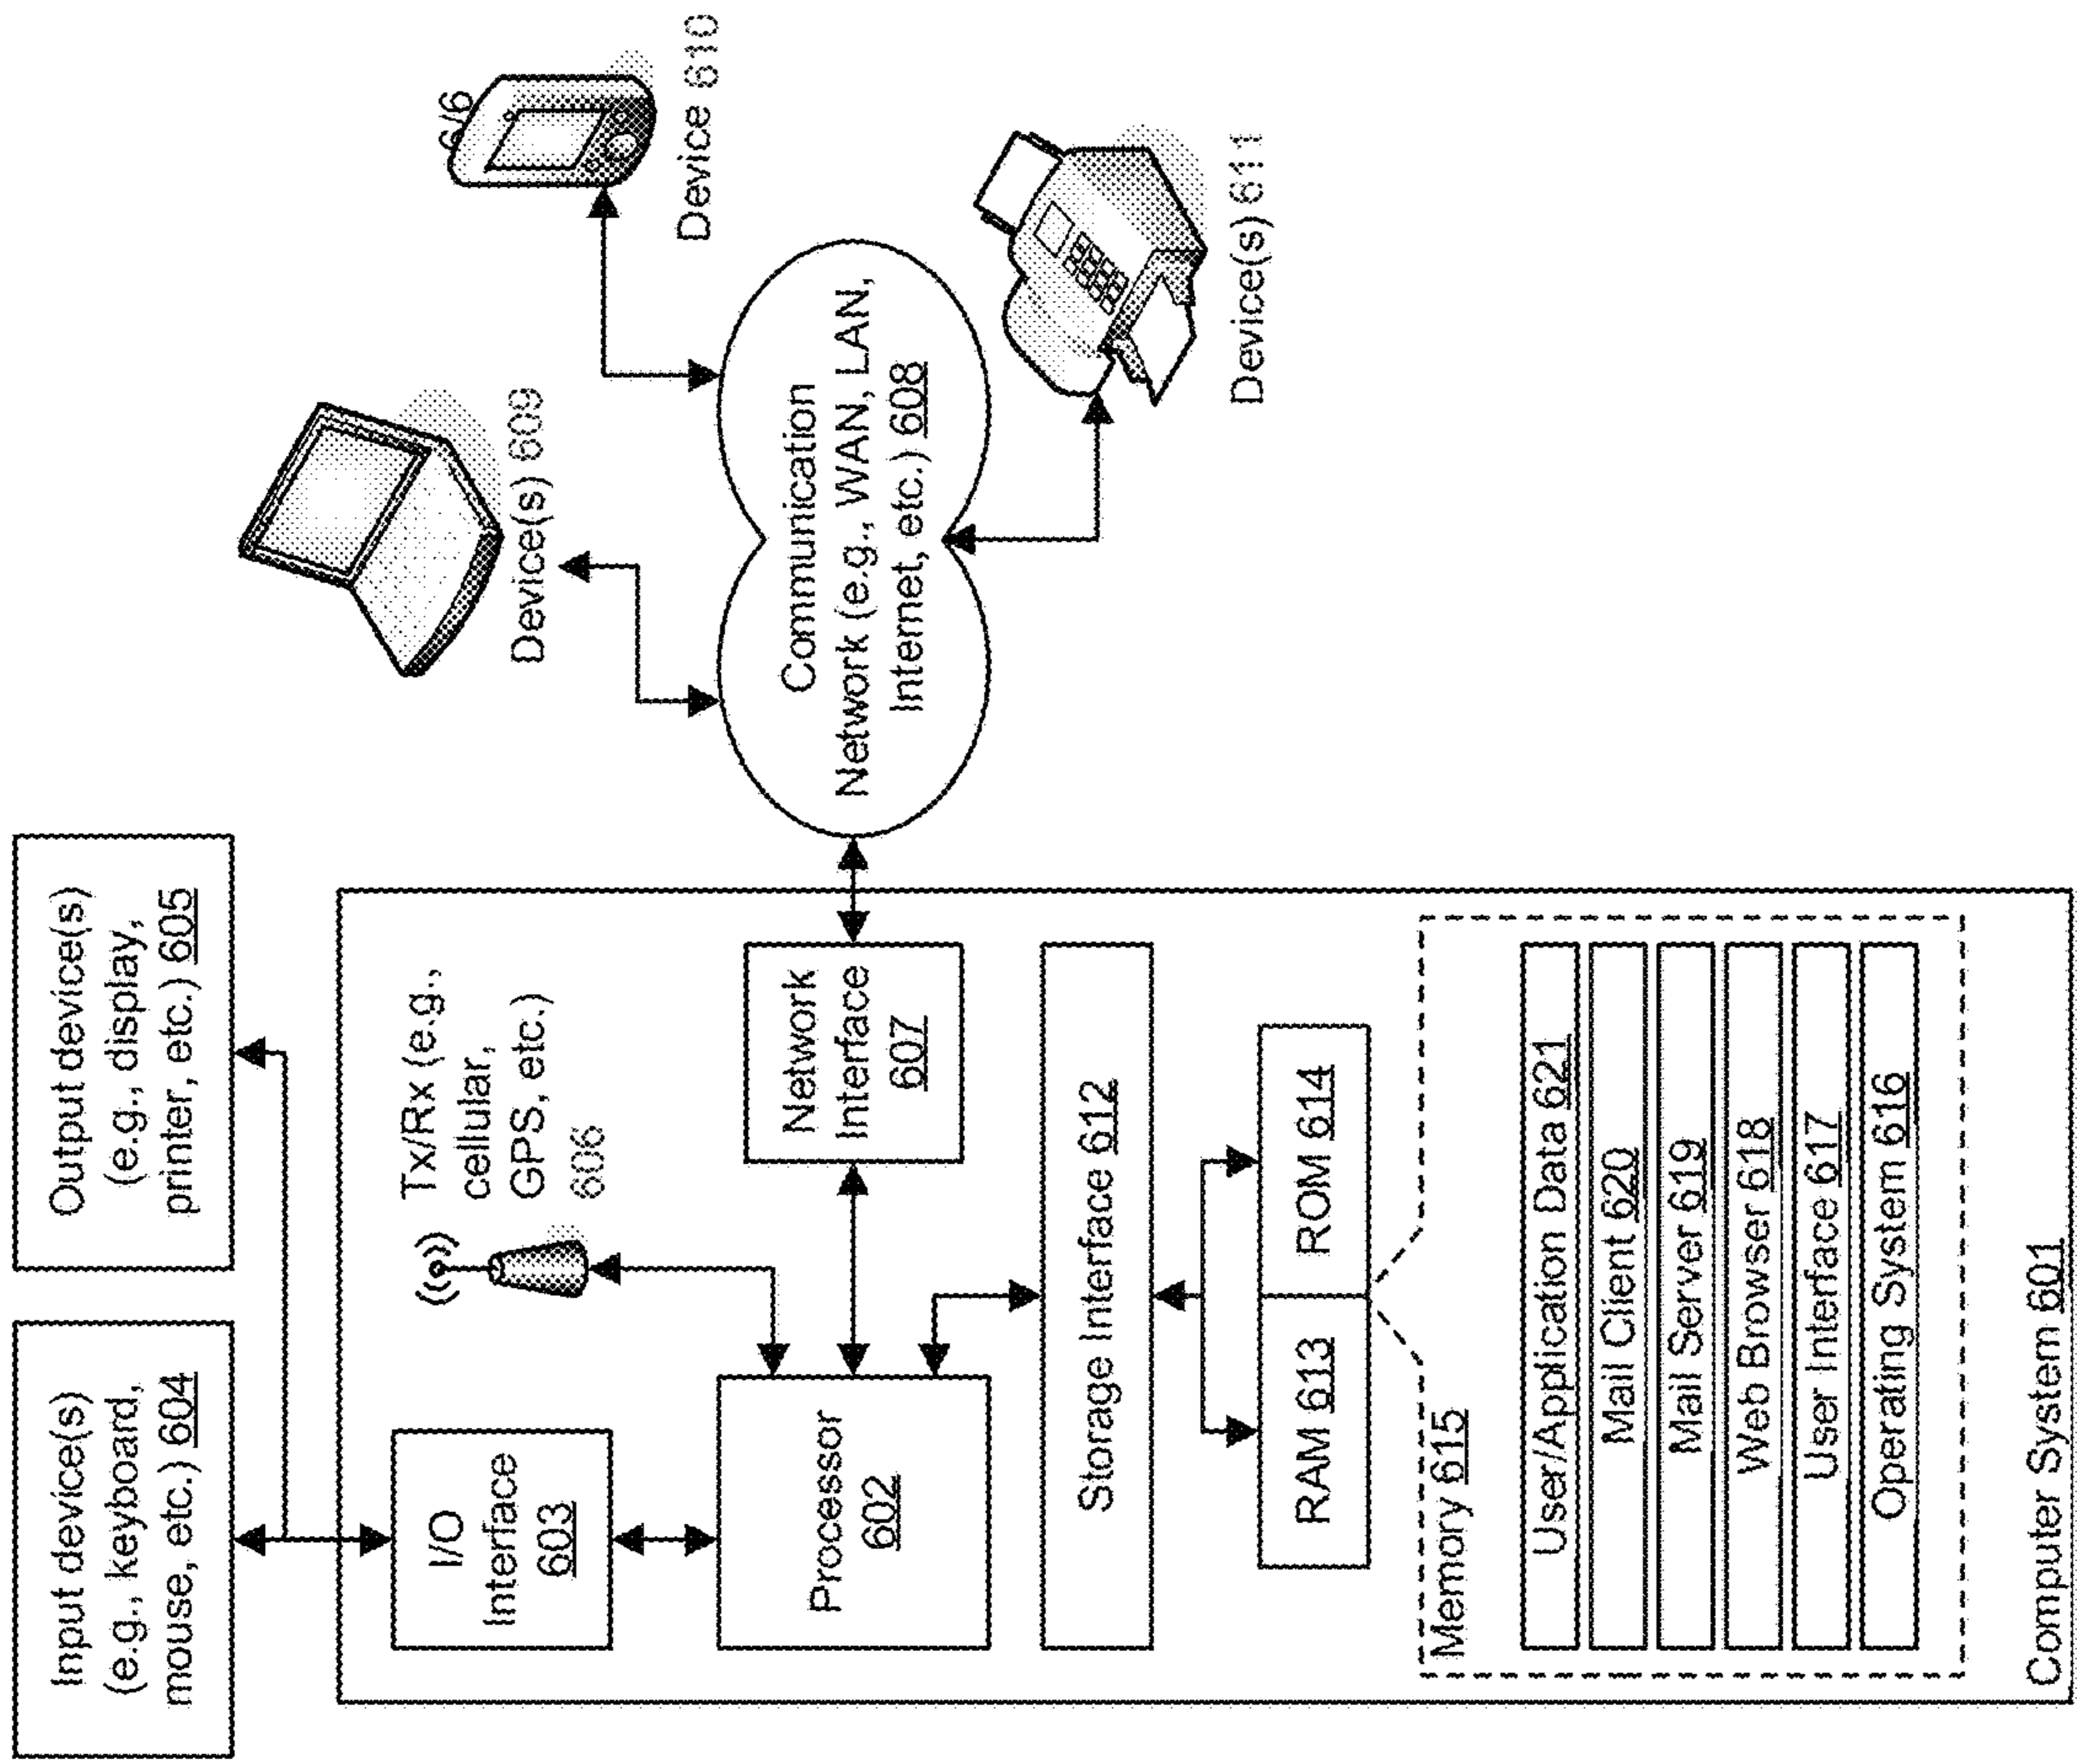 6/6
Input device(s)
(e.g., keyboard,
mouse, etc.) 604
Output device(s)
(e.g., display,
printer, etc.) 605
I/O
Interface
603
Tx/Rx (e.g.,
cellular,
GPS, etc.)
606
Processor
602
Network
Interface
607
Communication
Network (e.g., WAN, LAN,
Internet, etc.) 608
Device(s) 609
Device 610
Device(s) 611
Storage Interface 612
RAM 613
ROM 614
Memory 615
User/Application Data 621
Mail Client 620
Mail Server 619
Web Browser 618
User Interface 617
Operating System 616
Computer System 601